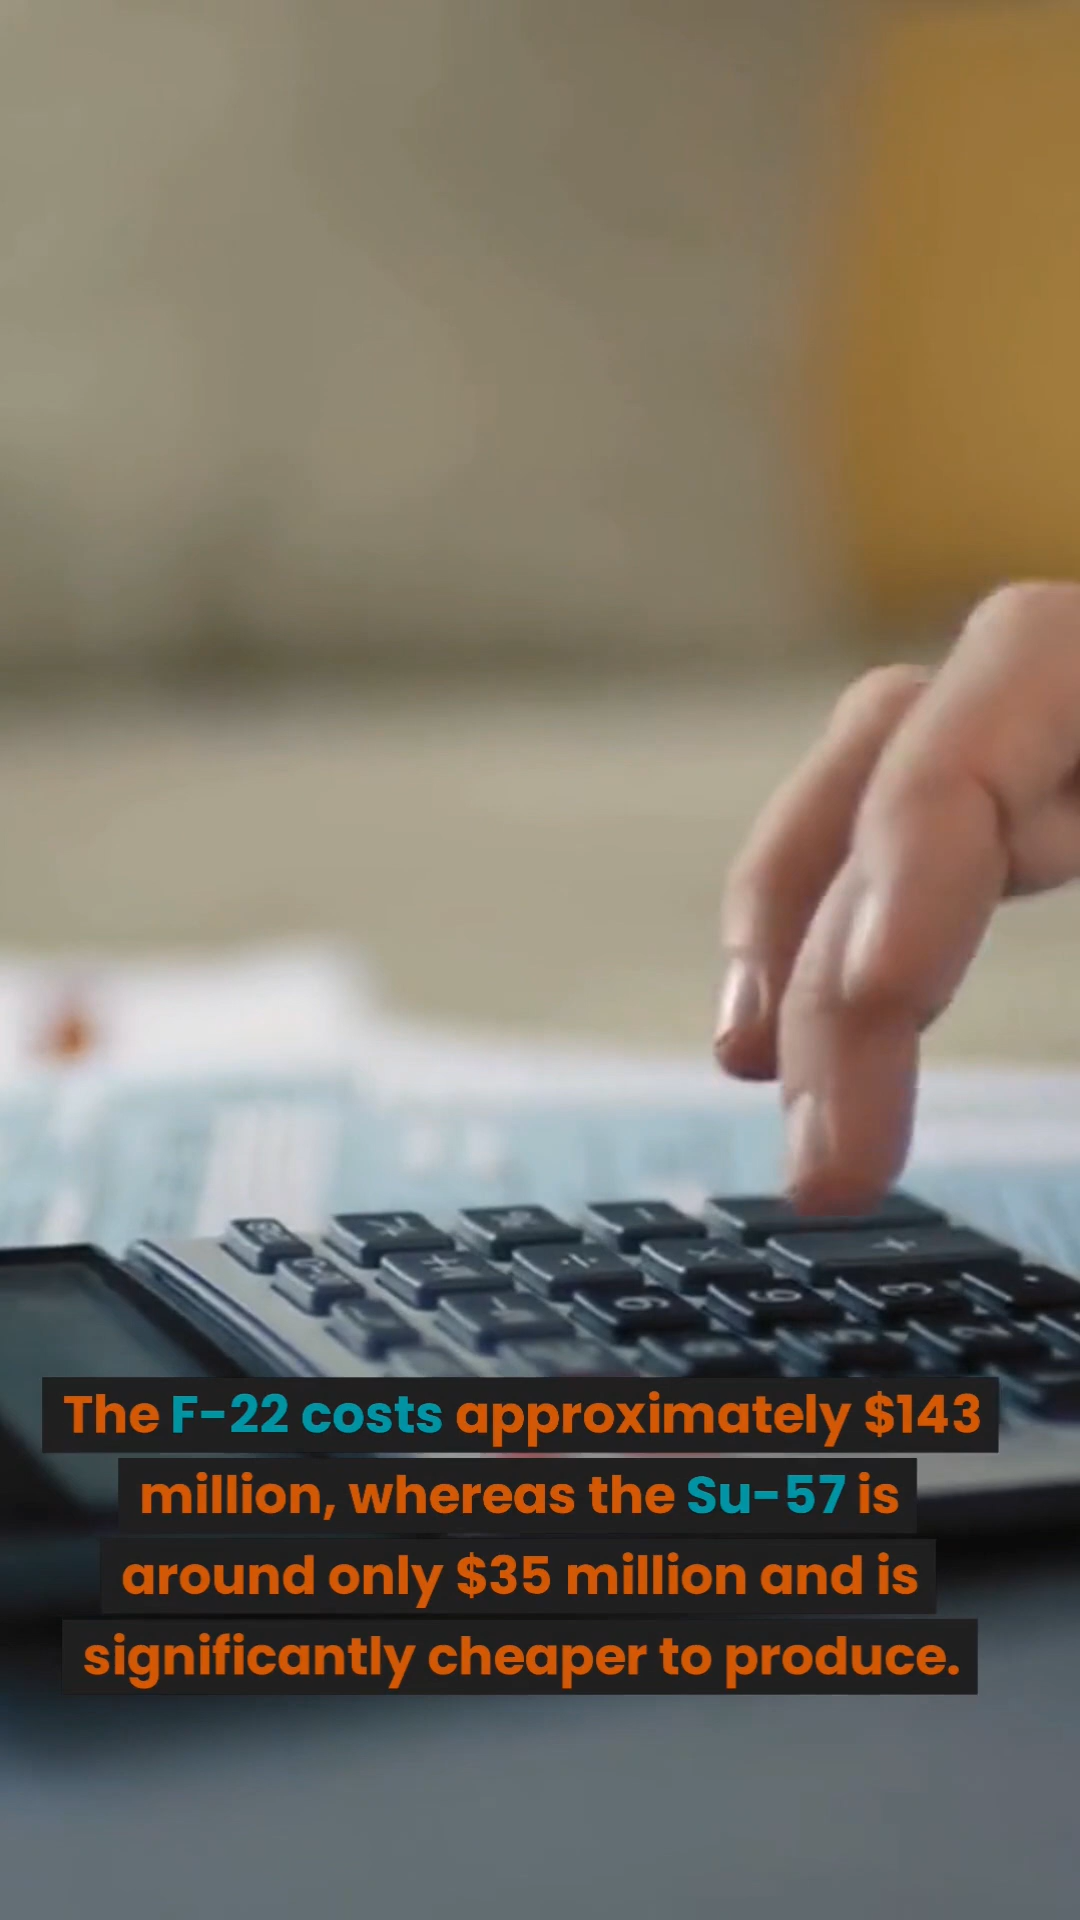 The F-22 costs approximately $143
million, whereas the Su-57 is
around only $35 million and is
significantly cheaper to produce.